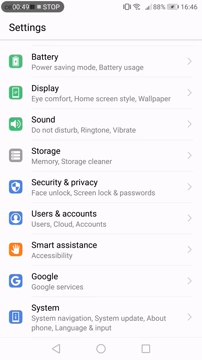 00:49 STOP 88% 16:46
Settings
Battery
Power saving mode, Battery usage
Display
Eye comfort, Home screen style, Wallpaper
Sound
Do not disturb, Ringtone, Vibrate
Storage
Memory, Storage cleaner
Security & privacy
Face unlock, Screen lock & passwords
Users & accounts
Users, Cloud, Accounts
Smart assistance
Accessibility
Google
Google services
System
System navigation, System update, About
phone, Language & input